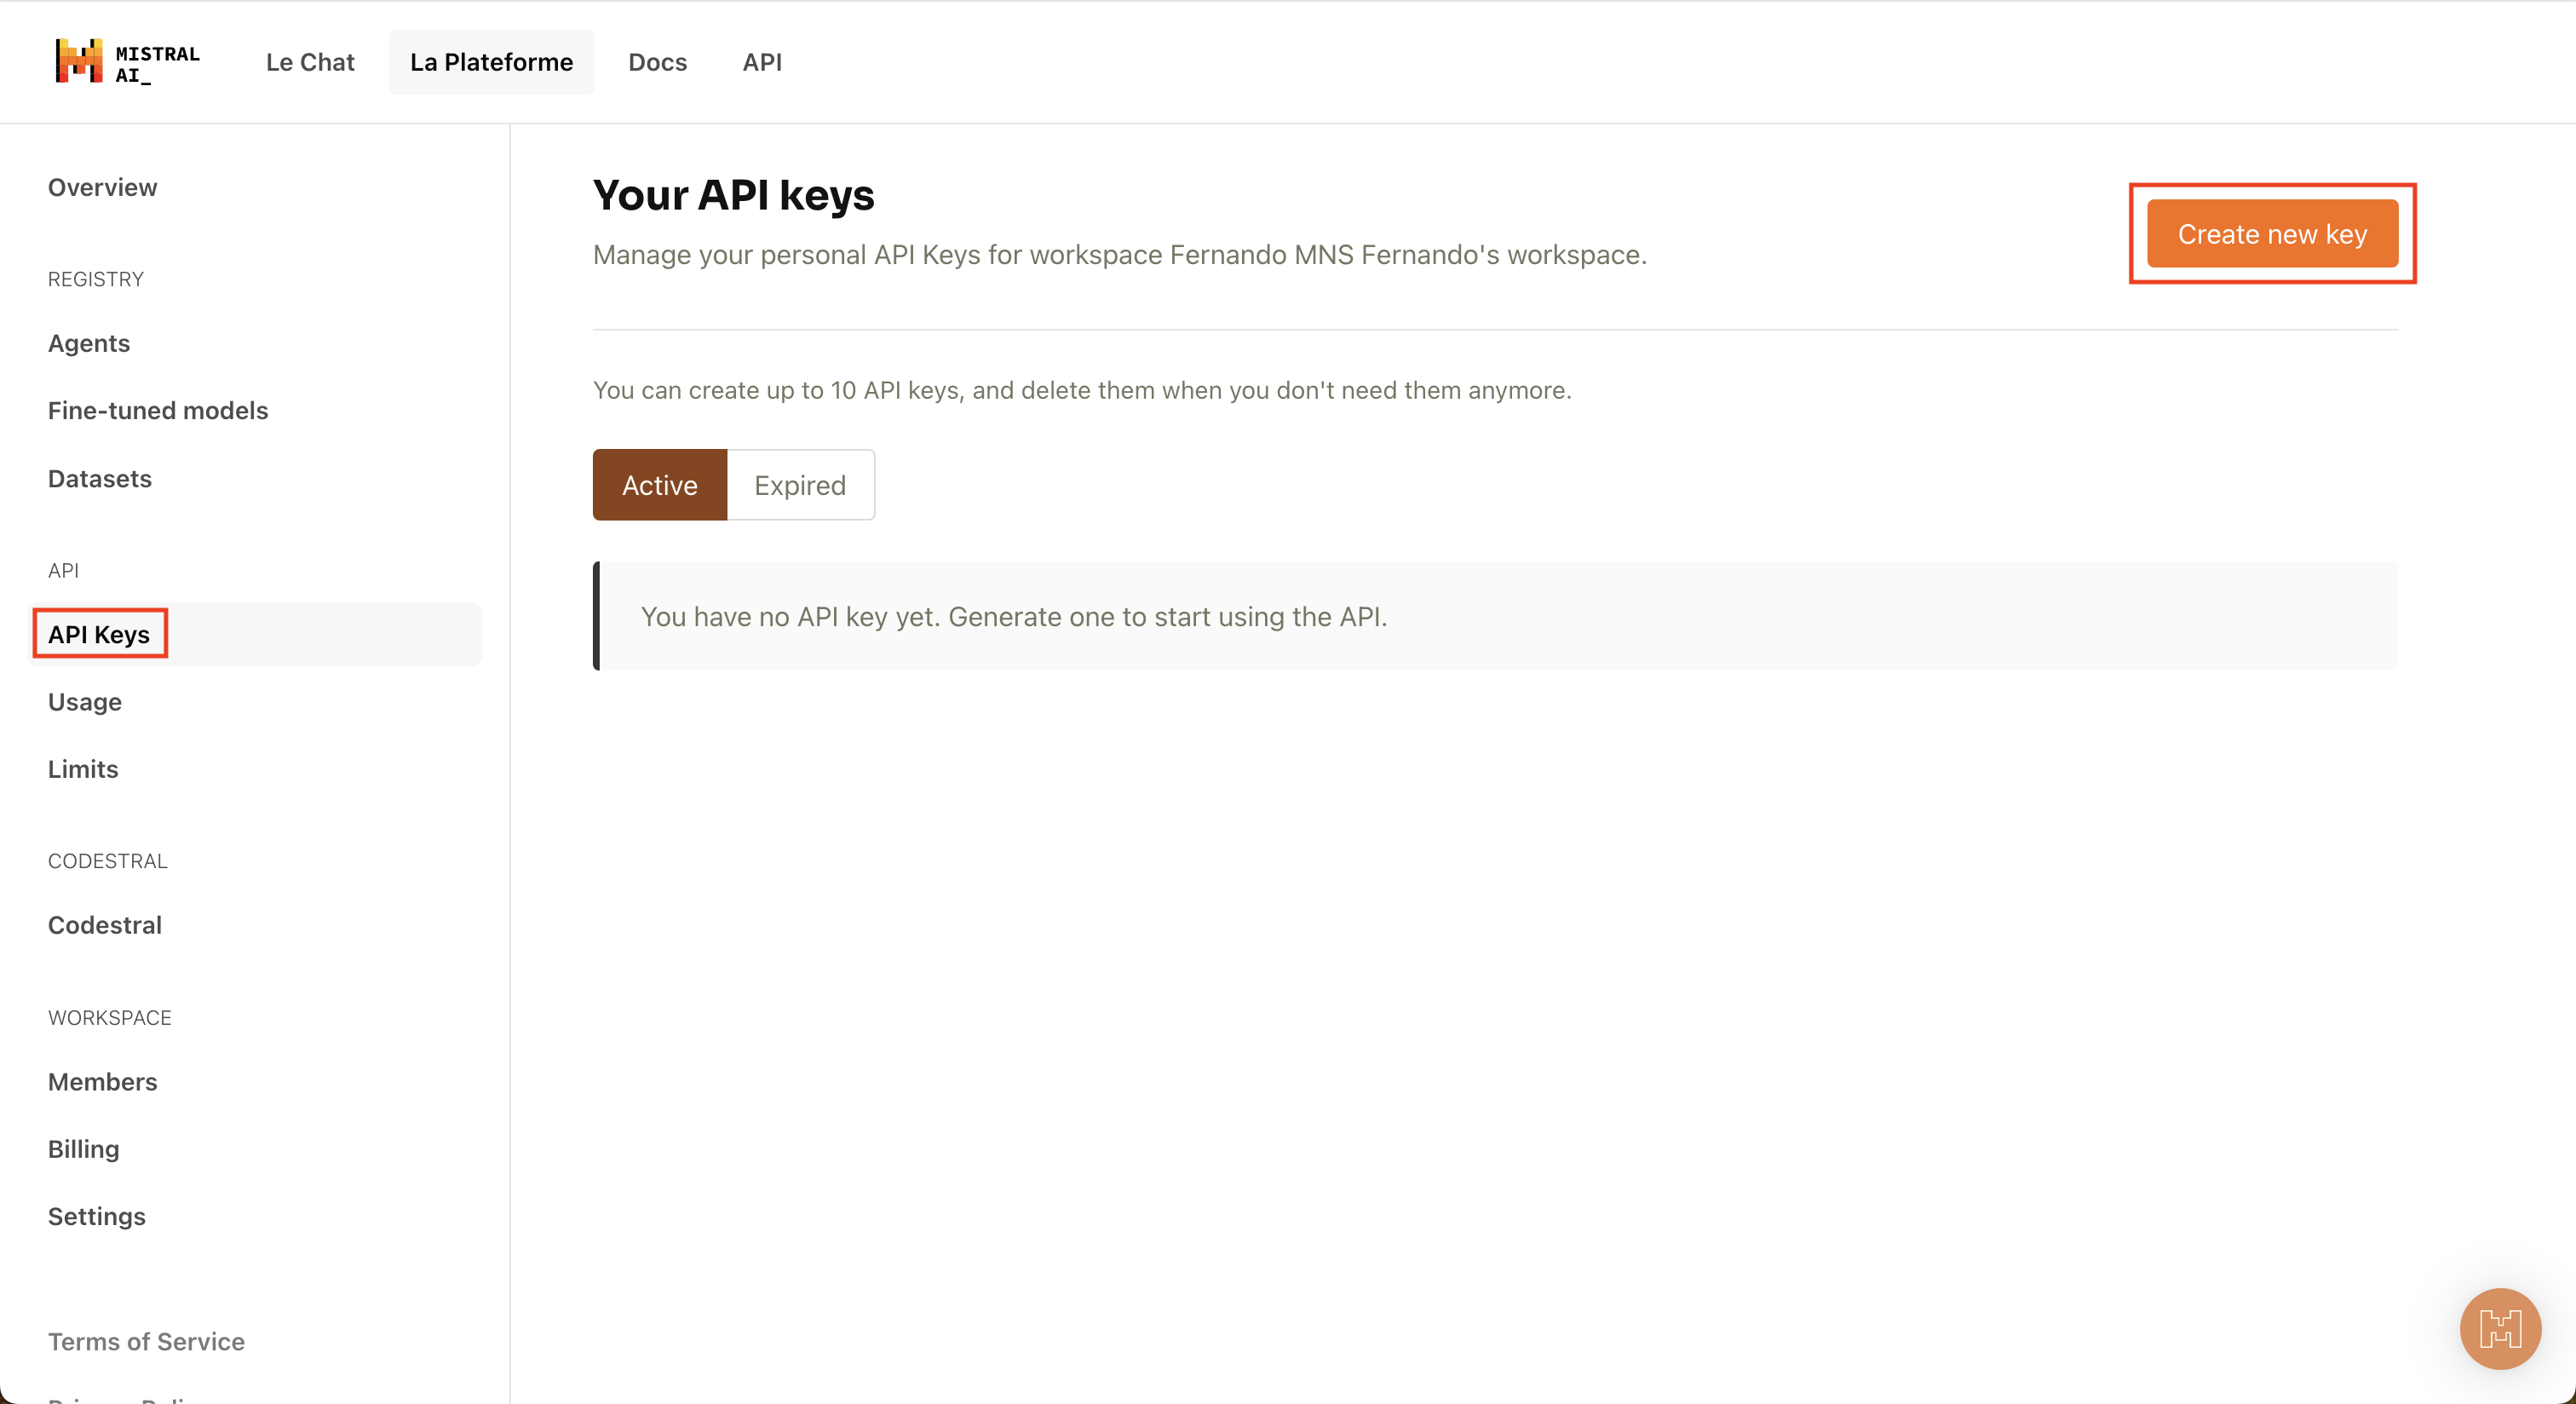 MISTRAL
AI_
Le Chat
La Plateforme
Docs
API
Overview
REGISTRY
Agents
Fine-tuned models
Datasets
API
API Keys
Usage
Limits
CODESTRAL
Codestral
WORKSPACE
Members
Billing
Settings
Terms of Service
Your API keys
Manage your personal API Keys for workspace Fernando MNS Fernando's workspace.
Create new key
You can create up to 10 API keys, and delete them when you don't need them anymore.
Active
Expired
You have no API key yet. Generate one to start using the API.